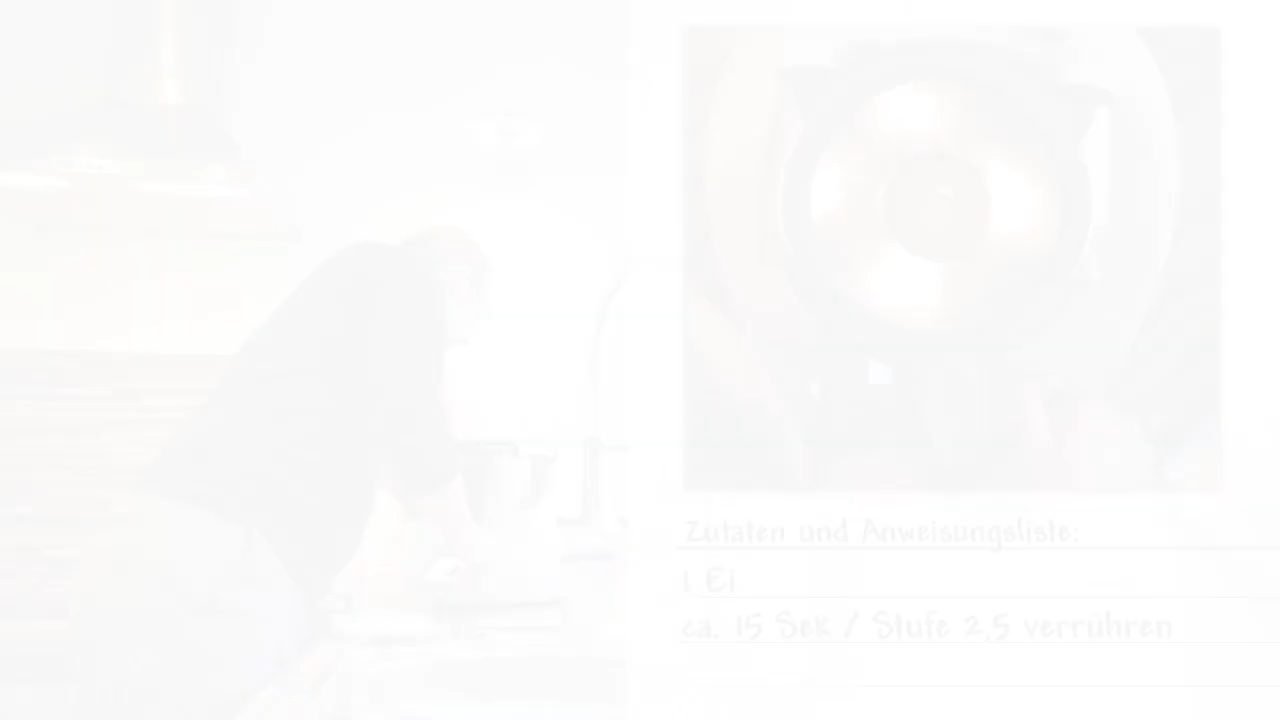 Zutaten und Anweisungsliste:
1 Ei
ca. 15 Sek / Stufe 2,5 verrühren